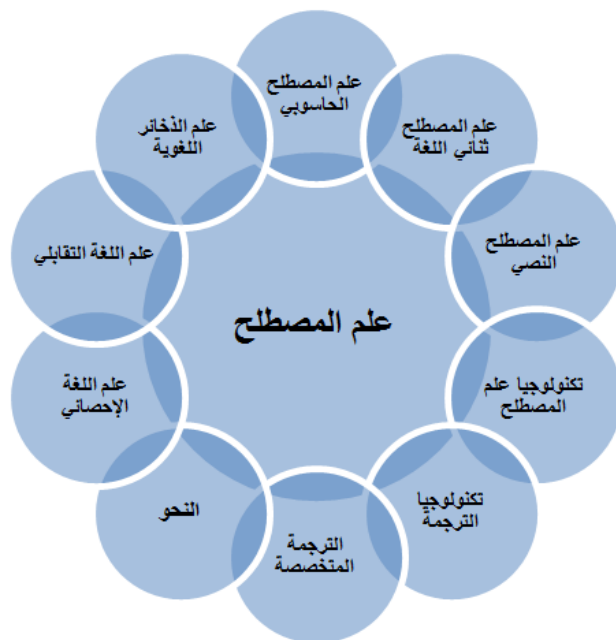 علم المصطلح
الحاسوبي
علم المصطلح
ثنائي اللغة
علم المصطلح
النصي
تكنولوجيا علم
المصطلح
تكنولوجيا
الترجمة
الترجمة
المتخصصة
النحو
علم اللغة
الإحصائي
علم اللغة التقابلي
علم الذخائر
اللغوية
علم المصطلح